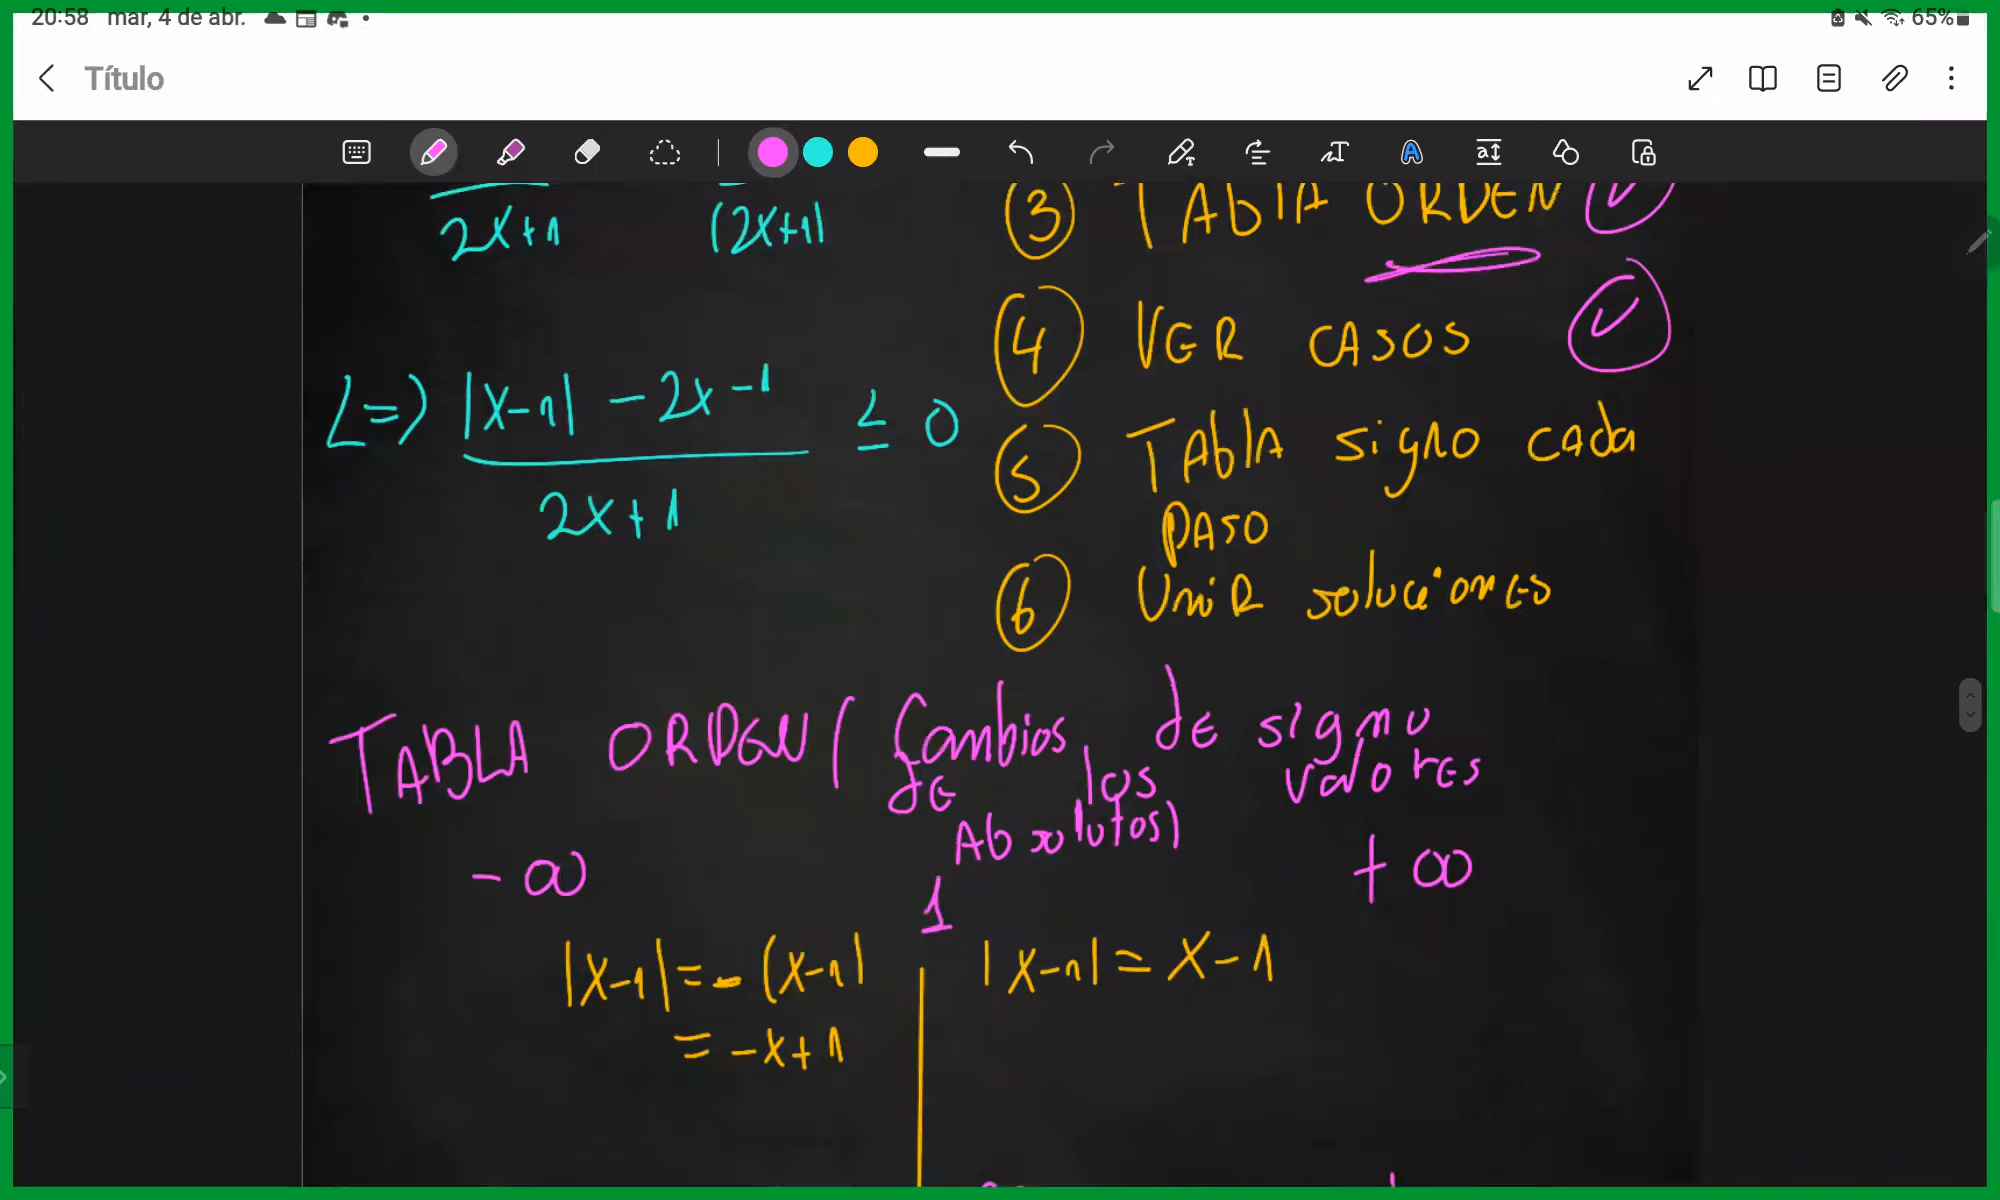 20:58 mar, 4 de abr. 65%
Título
2x+1 (2x+1)
<=> |x-1| -2x-1 ≤ 0
2x+1
3 TAblA ORDEN
4 VER CASOS
5 TAblA signo cada
PASO
6 UniR soluciones
TABLA ORDEN ( Cambios de signo
de los valores
Absolutos)
-∞ 1 +∞
|x-1| = -(x-1) |x-1| = x-1
= -x+1